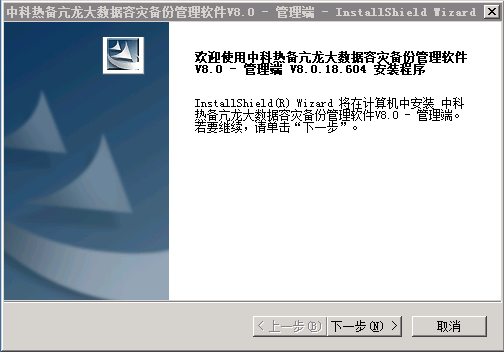 中科热备亢龙大数据容灾备份管理软件V8.0 - 管理端 - InstallShield Wizard
欢迎使用中科热备亢龙大数据容灾备份管理软件
V8.0 - 管理端 V8.0.18.604 安装程序
InstallShield(R) Wizard 将在计算机中安装 中科
热备亢龙大数据容灾备份管理软件V8.0 - 管理端。
若要继续，请单击“下一步”。
< 上一步(B) 下一步(N) > 取消